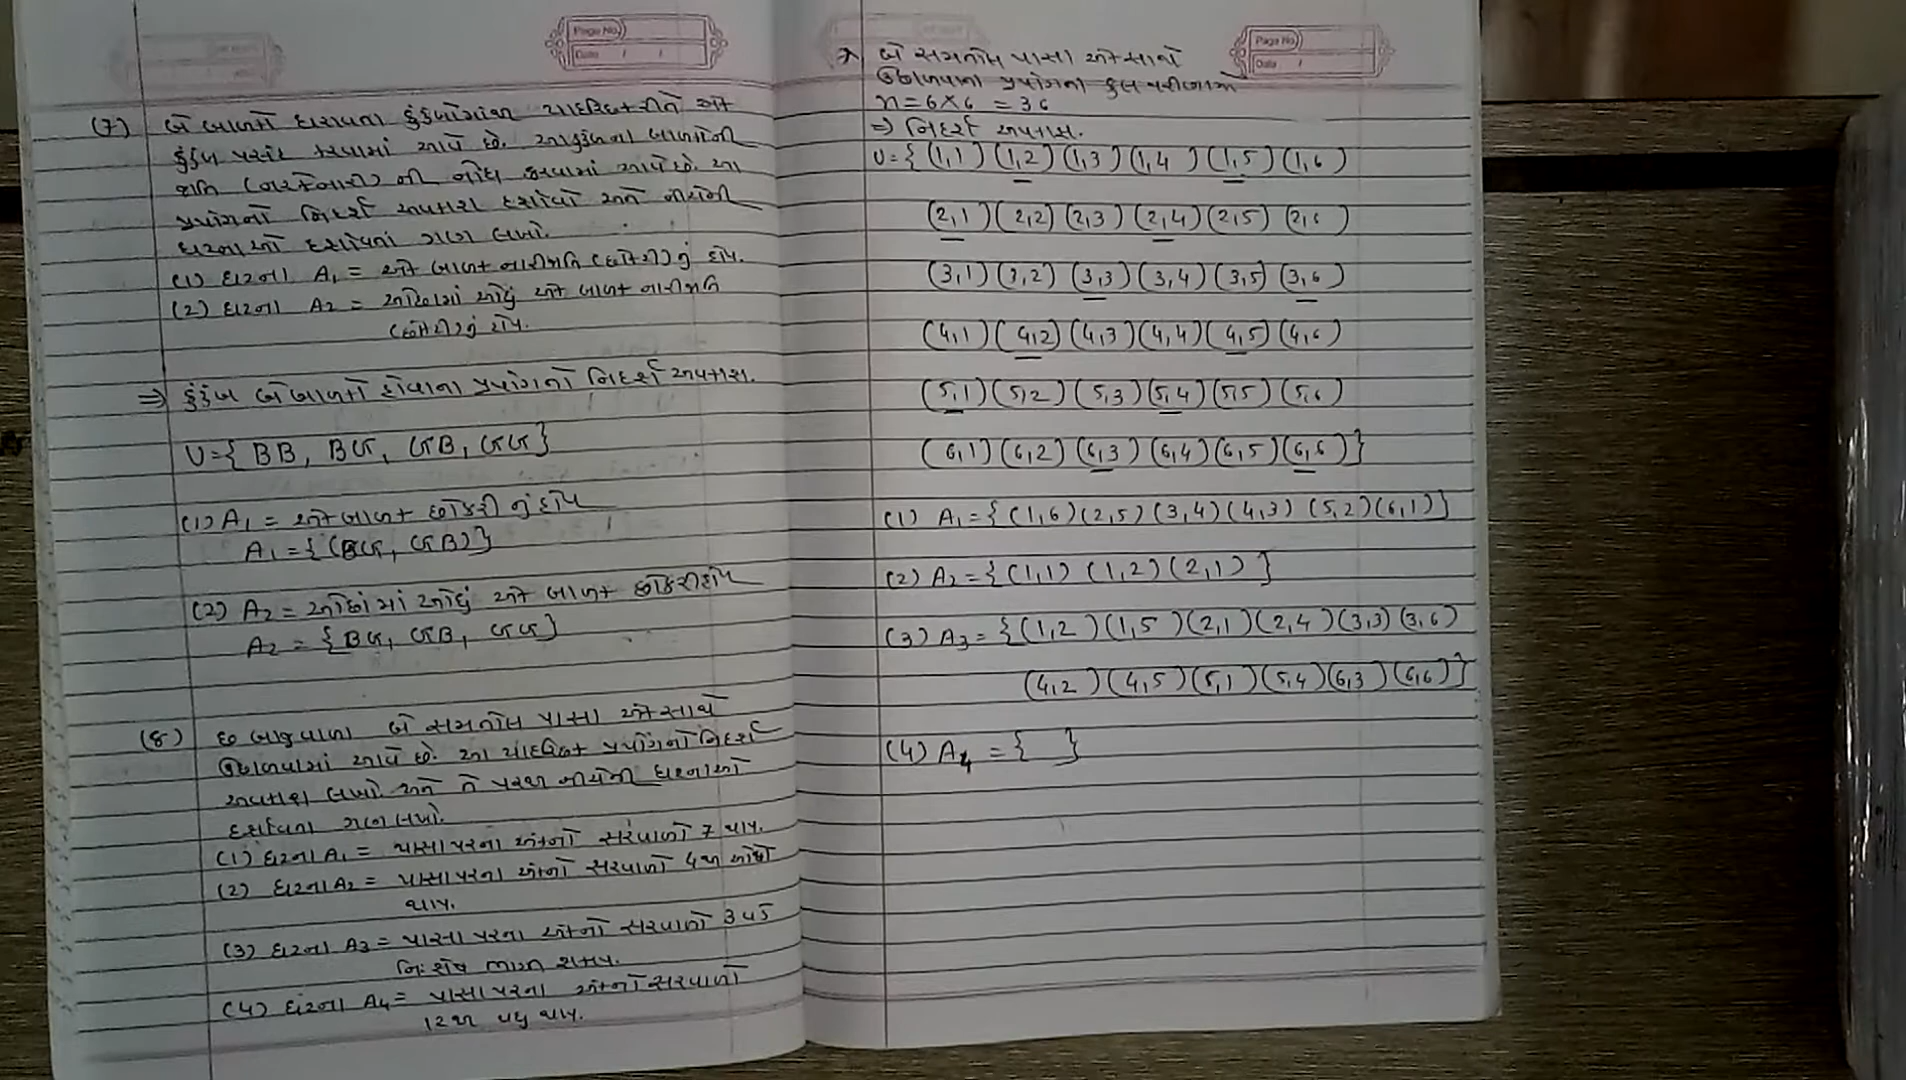 Page No.
Date / /
(7) બે બાળકો ધરાવતા કુટુંબોમાંથી યાદચ્છિક રીતે એક
કુટુંબ પસંદ કરવામાં આવે છે. આ કુટુંબના બાળકોની
જાતિ (નર કે નારી) ની નોંધ કરવામાં આવે છે. આ
પ્રયોગનો નિદર્શ અવકાશ દર્શાવો અને નીચેની
ઘટનાઓ દર્શાવતાં ગણ લખો.
(1) ઘટના A₁ = એક બાળક નારીજાતિ (છોકરી)નું હોય.
(2) ઘટના A2 = ઓછામાં ઓછું એક બાળક નારીજાતિ
(છોકરી)નું હોય.
⇒ કુટુંબ બે બાળકો હોવાના પ્રયોગનો નિદર્શ અવકાશ.
U={ BB, BG, GB, GG}
(1) A₁ = એક બાળક છોકરી નું હોય
A₁ = { (BG, GB)}
(2) A₂ = ઓછાંમાં ઓછું એક બાળક છોકરી હોય
A₂ = {BG, GB, GG}
(8) છ બાજુવાળા બે સમતોલ પાસા એકસાથે
ઉછાળવામાં આવે છે. આ યાદચ્છિક પ્રયોગનો નિદર્શ
અવકાશ લખો અને તે પરથી નીચેની ઘટનાઓ
દર્શાવતા ગણ લખો.
(1) ઘટના A₁ = પાસા પરના અંકનો સરવાળો 7 થાય.
(2) ઘટના A2 = પાસા પરના અંકનો સરવાળો 4થી ઓછો
થાય.
(3) ઘટના A3 = પાસા પરના અંકનો સરવાળો 3 વડે
નિઃશેષ ભાગી શકાય.
(4) ઘટના A4 = પાસા પરના અંકનો સરવાળો
12થી વધુ થાય.
Page No.
Date /
બે સમતોલ પાસા એકસાથે
ઉછાળવાના પ્રયોગના કુલ પરીણામો
n = 6×6 = 36
⇒ નિદર્શ અવકાશ.
U = { (1,1) (1,2) (1,3) (1,4) (1,5) (1,6)
(2,1) (2,2) (2,3) (2,4) (2,5) (2,6)
(3,1) (3,2) (3,3) (3,4) (3,5) (3,6)
(4,1) (4,2) (4,3) (4,4) (4,5) (4,6)
(5,1) (5,2) (5,3) (5,4) (5,5) (5,6)
(6,1) (6,2) (6,3) (6,4) (6,5) (6,6)}
(1) A₁ = { (1,6) (2,5) (3,4) (4,3) (5,2) (6,1)}
(2) A₂ = { (1,1) (1,2) (2,1) }
(3) A₃ = { (1,2) (1,5) (2,1) (2,4) (3,3) (3,6)
(4,2) (4,5) (5,1) (5,4) (6,3) (6,6)}
(4) A₄ = { }